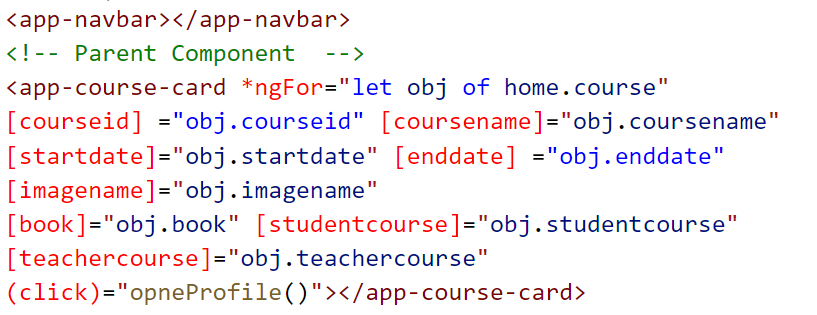 <app-navbar></app-navbar>
<!-- Parent Component  -->
<app-course-card *ngFor="let obj of home.course"
[courseid] ="obj.courseid" [coursename]="obj.coursename"
[startdate]="obj.startdate" [enddate] ="obj.enddate"
[imagename]="obj.imagename"
[book]="obj.book" [studentcourse]="obj.studentcourse"
[teachercourse]="obj.teachercourse"
(click)="opneProfile()"></app-course-card>